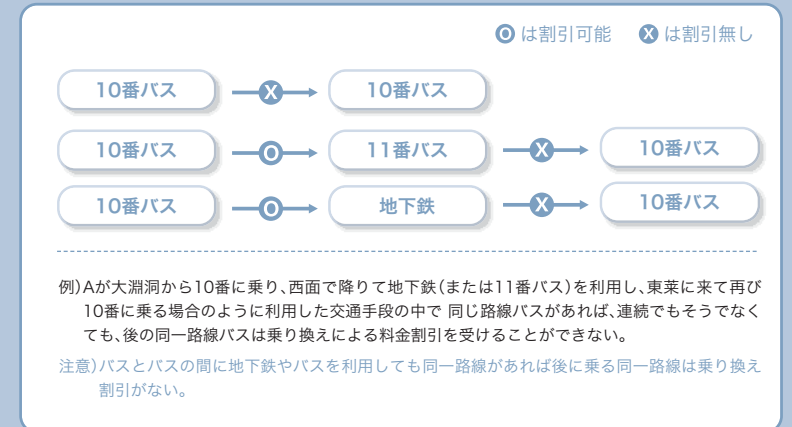 O は割引可能 X は割引無し
10番バス X 10番バス
10番バス O 11番バス X 10番バス
10番バス O 地下鉄 X 10番バス
例)Aが大淵洞から10番に乗り、西面で降りて地下鉄(または11番バス)を利用し、東莱に来て再び
10番に乗る場合のように利用した交通手段の中で 同じ路線バスがあれば、連続でもそうでなく
ても、後の同一路線バスは乗り換えによる料金割引を受けることができない。
注意)バスとバスの間に地下鉄やバスを利用しても同一路線があれば後に乗る同一路線は乗り換え
割引がない。